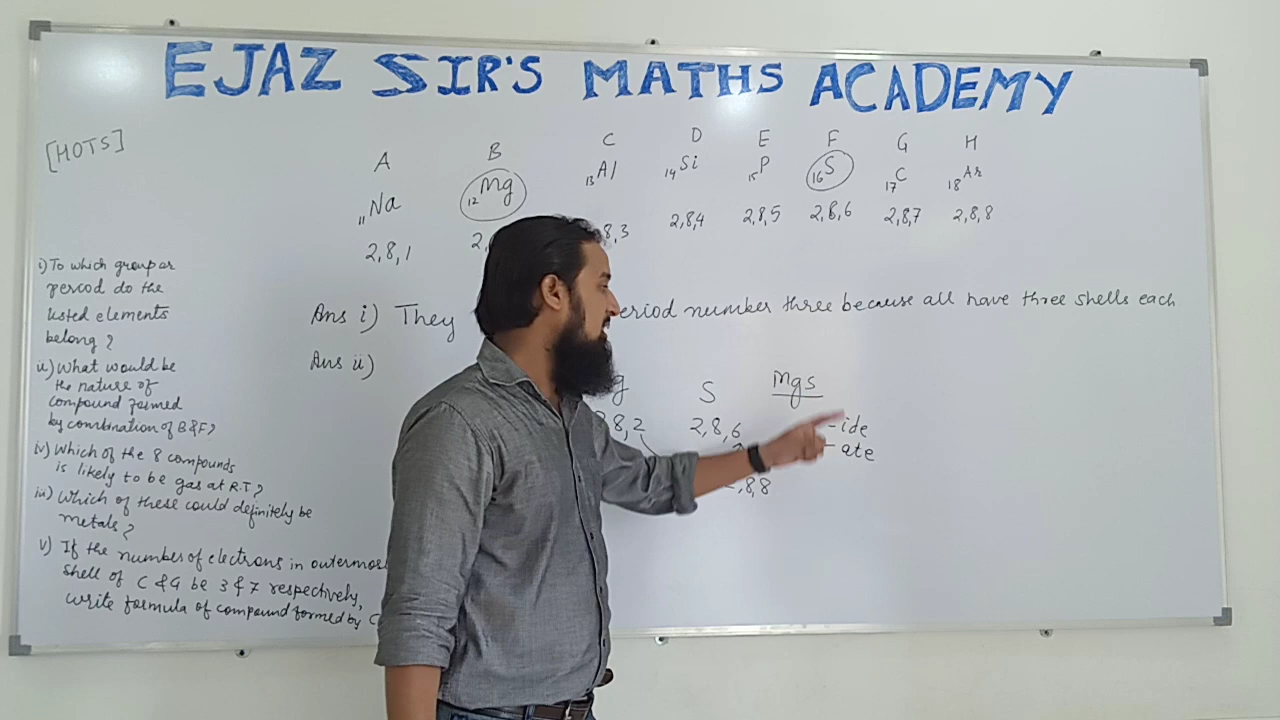 EJAZ SIR'S MATHS ACADEMY
[HOTS]
A B C D E F G H
11Na 12Mg 13Al 14Si 15P 16S 17C 18Ar
2,8,1 2, 8,3 2,8,4 2,8,5 2,8,6 2,8,7 2,8,8
i) To which group or
period do the
listed elements
belong?
ii) What would be
the nature of
compound formed
by combination of B&F?
iv) Which of the 8 compounds
is likely to be gas at R.T?
iii) Which of these could definitely be
metals?
v) If the number of electrons in outermos
shell of C & G be 3 & 7 respectively,
write formula of compound formed by C
Ans i) They eriod number three because all have three shells each
Ans ii)
g S MgS
8,2 2,8,6 -ide
-ate
,8,8